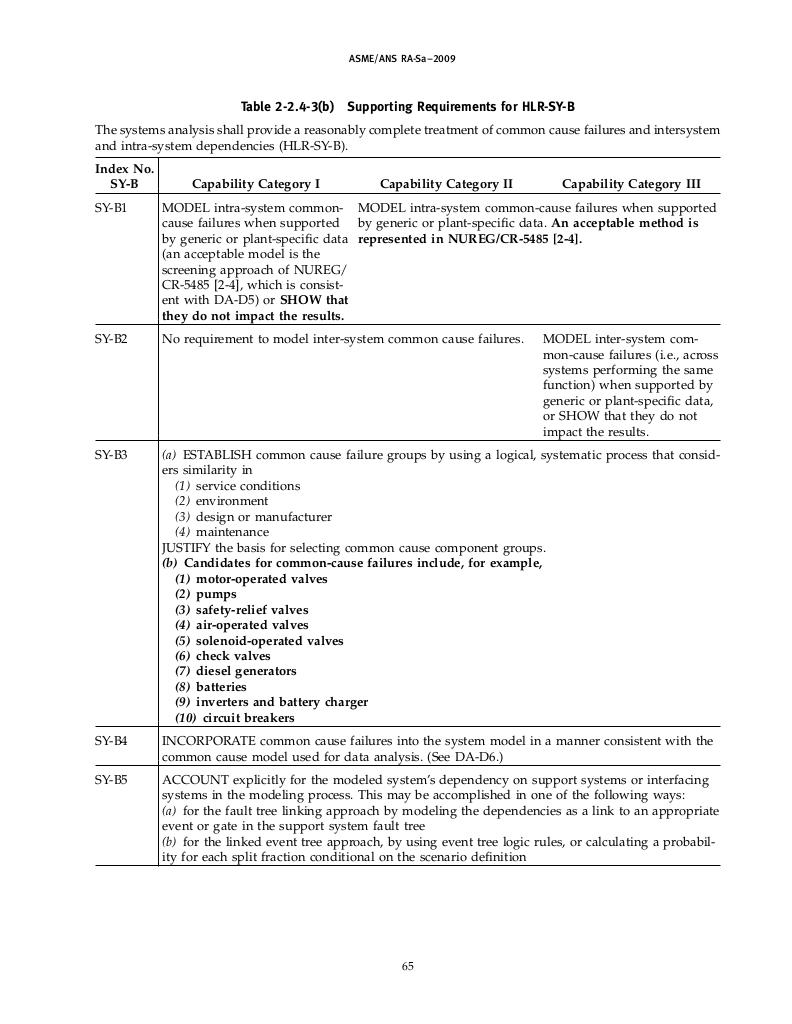 ASME/ANS RA-Sa–2009
Table 2-2.4-3(b) Supporting Requirements for HLR-SY-B
The systems analysis shall provide a reasonably complete treatment of common cause failures and intersystem
and intra-system dependencies (HLR-SY-B).
Index No.
SY-B Capability Category I Capability Category II Capability Category III
SY-B1
MODEL intra-system common-
cause failures when supported
by generic or plant-specific data
(an acceptable model is the
screening approach of NUREG/
CR-5485 [2-4], which is consist-
ent with DA-D5) or SHOW that
they do not impact the results.
MODEL intra-system common-cause failures when supported
by generic or plant-specific data. An acceptable method is
represented in NUREG/CR-5485 [2-4].
SY-B2
No requirement to model inter-system common cause failures.
MODEL inter-system com-
mon-cause failures (i.e., across
systems performing the same
function) when supported by
generic or plant-specific data,
or SHOW that they do not
impact the results.
SY-B3
(a) ESTABLISH common cause failure groups by using a logical, systematic process that consid-
ers similarity in
(1) service conditions
(2) environment
(3) design or manufacturer
(4) maintenance
JUSTIFY the basis for selecting common cause component groups.
(b) Candidates for common-cause failures include, for example,
(1) motor-operated valves
(2) pumps
(3) safety-relief valves
(4) air-operated valves
(5) solenoid-operated valves
(6) check valves
(7) diesel generators
(8) batteries
(9) inverters and battery charger
(10) circuit breakers
SY-B4
INCORPORATE common cause failures into the system model in a manner consistent with the
common cause model used for data analysis. (See DA-D6.)
SY-B5
ACCOUNT explicitly for the modeled system's dependency on support systems or interfacing
systems in the modeling process. This may be accomplished in one of the following ways:
(a) for the fault tree linking approach by modeling the dependencies as a link to an appropriate
event or gate in the support system fault tree
(b) for the linked event tree approach, by using event tree logic rules, or calculating a probabil-
ity for each split fraction conditional on the scenario definition
65